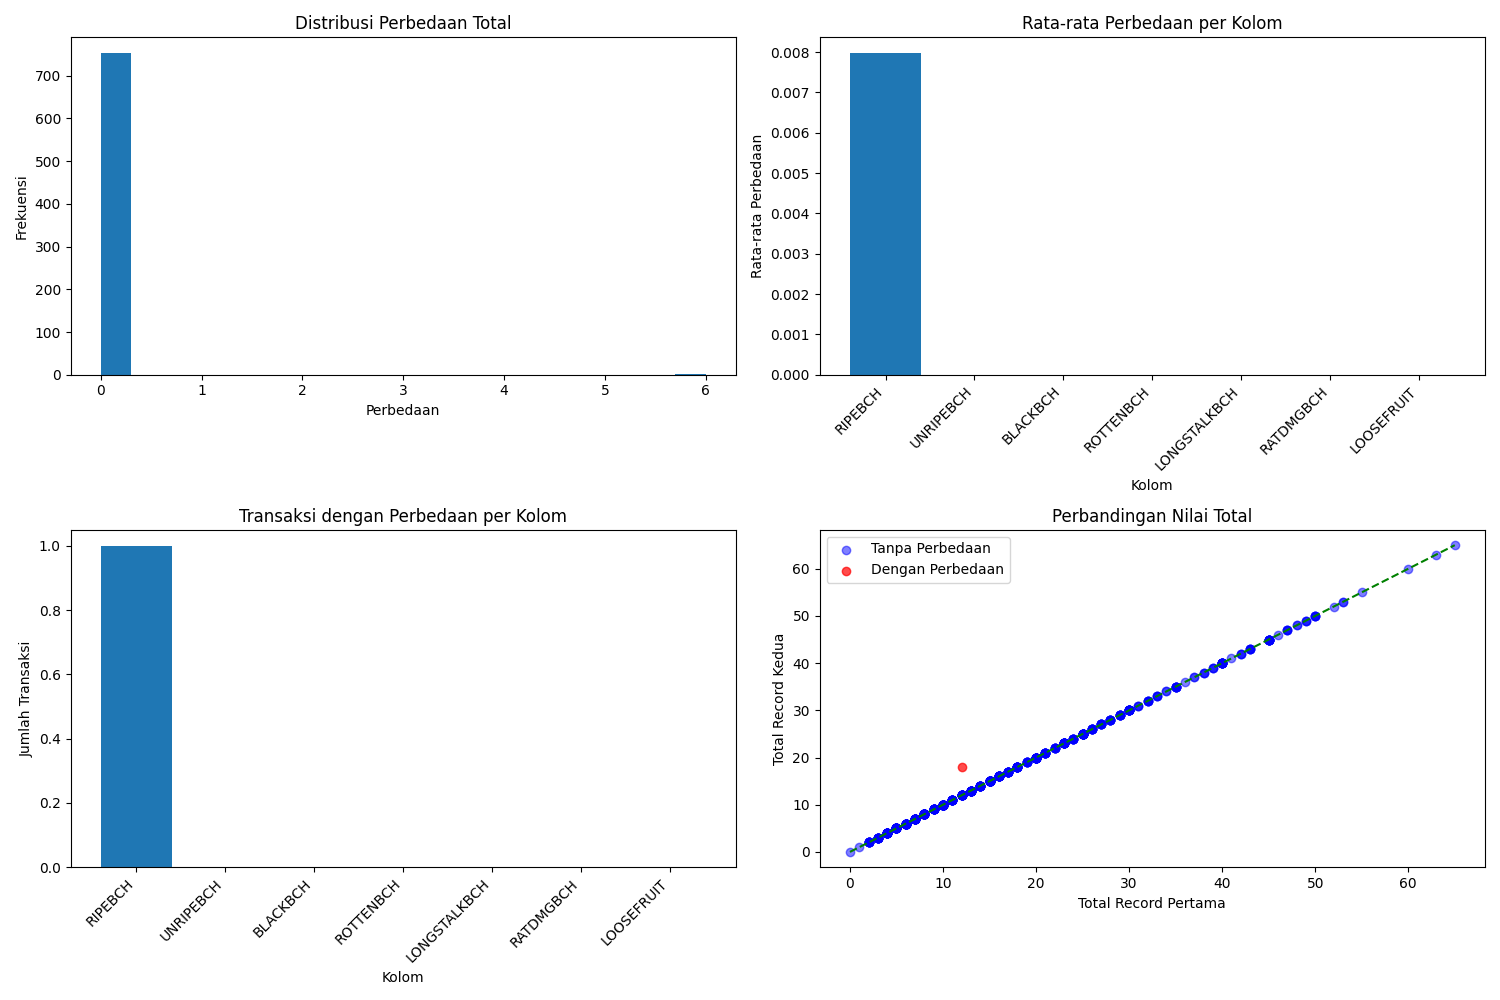 Distribusi Perbedaan Total
Frekuensi
700
600
500
400
300
200
100
0
0 1 2 3 4 5 6
Perbedaan
Rata-rata Perbedaan per Kolom
Rata-rata Perbedaan
0.008
0.007
0.006
0.005
0.004
0.003
0.002
0.001
0.000
RIPEBCH
UNRIPEBCH
BLACKBCH
ROTTENBCH
LONGSTALKBCH
RATDMGBCH
LOOSEFRUIT
Kolom
Transaksi dengan Perbedaan per Kolom
Jumlah Transaksi
1.0
0.8
0.6
0.4
0.2
0.0
RIPEBCH
UNRIPEBCH
BLACKBCH
ROTTENBCH
LONGSTALKBCH
RATDMGBCH
LOOSEFRUIT
Kolom
Perbandingan Nilai Total
Tanpa Perbedaan
Dengan Perbedaan
Total Record Kedua
60
50
40
30
20
10
0
0 10 20 30 40 50 60
Total Record Pertama